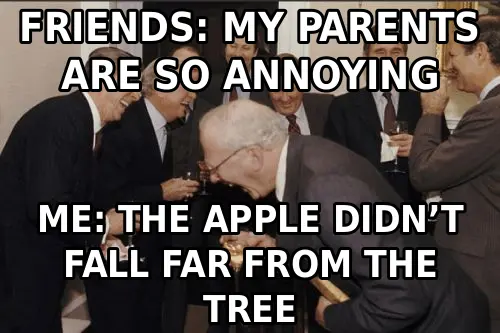 FRIENDS: MY PARENTS
ARE SO ANNOYING
ME: THE APPLE DIDN’T
FALL FAR FROM THE
TREE